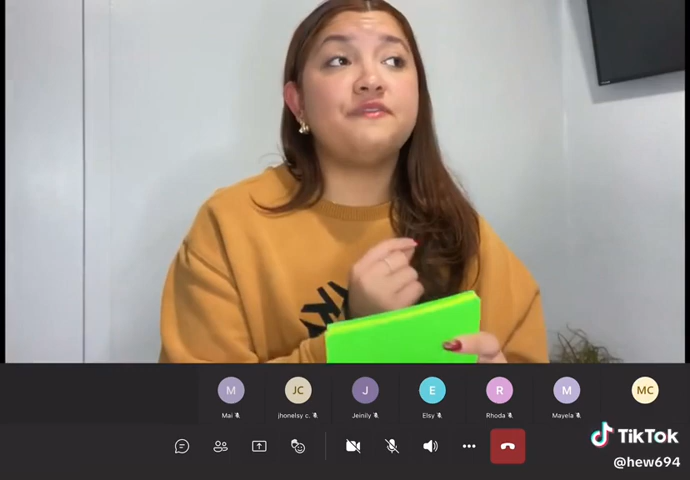 M JC J E R M MC
Mai jhonelsy c. Jeinily Elsy Rhoda Mayela
TikTok
@hew694